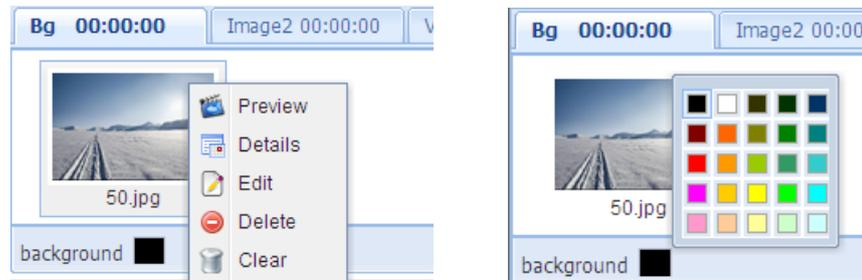 Bg 00:00:00
Image2 00:00:00
Preview
Details
Edit
Delete
Clear
50.jpg
background
Bg 00:00:00
Image2 00:00
50.jpg
background